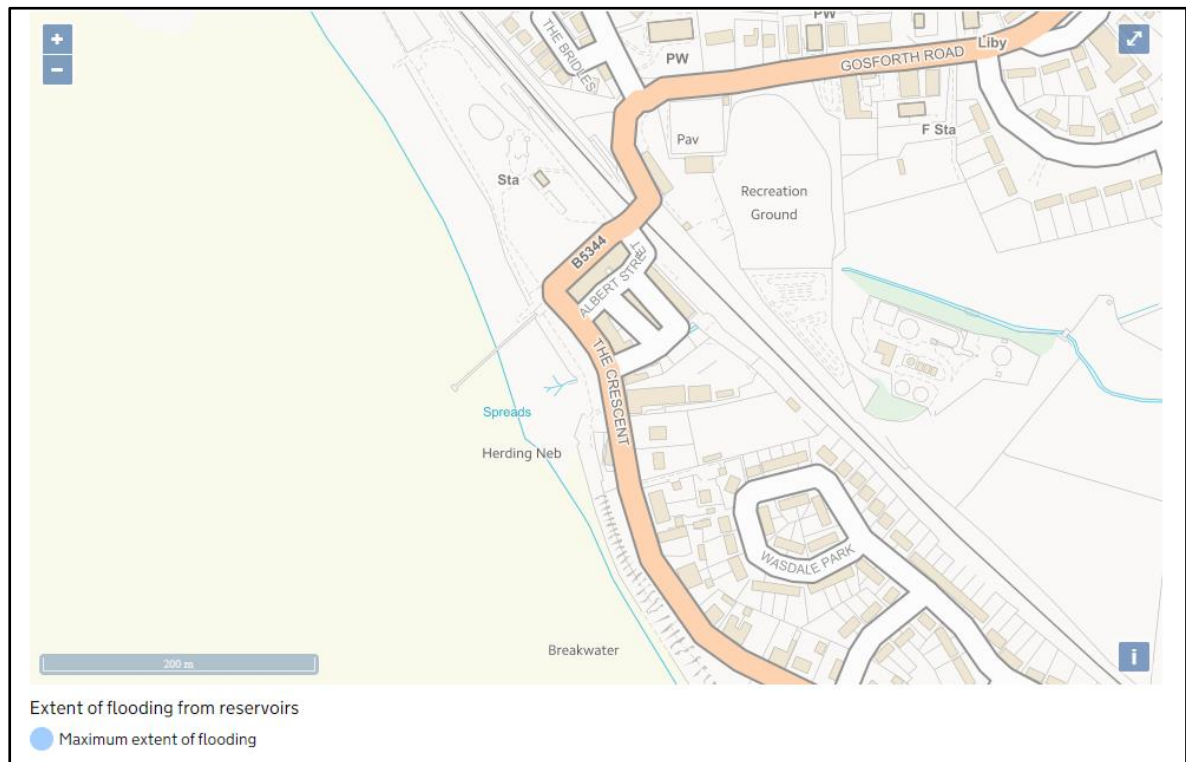 +
−
THE BRIDLES
PW
PW
Liby
GOSFORTH ROAD
F Sta
Pav
Sta
Recreation
Ground
B5344
ALBERT STREET
THE CRESCENT
Spreads
Herding Neb
WASDALE PARK
Breakwater
200 m
i
Extent of flooding from reservoirs
Maximum extent of flooding